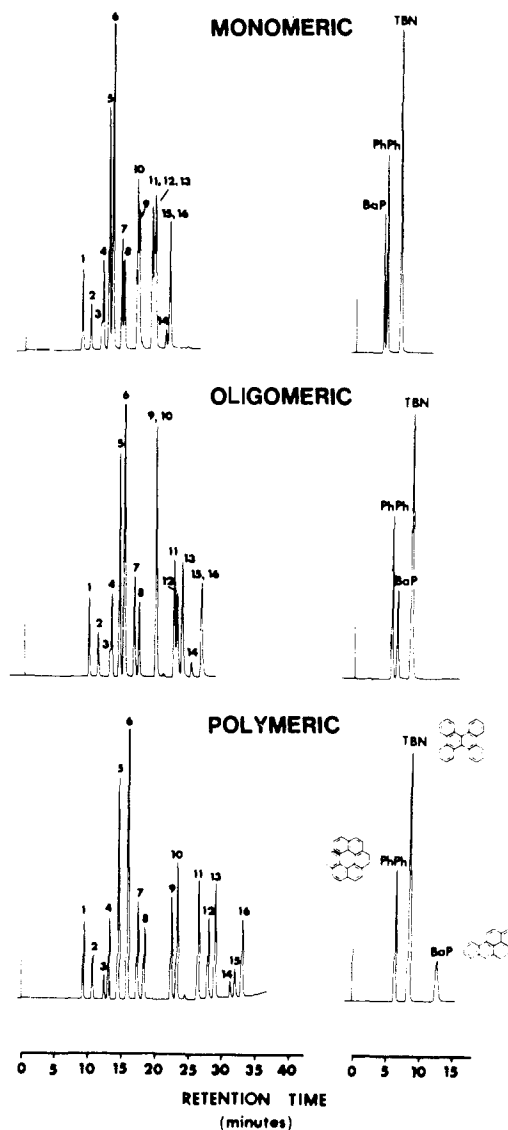 MONOMERIC
6
5
10
9
11, 12, 13
15, 16
7
8
4
1
2
3
14
TBN
PhPh
BaP
OLIGOMERIC
6
5
9, 10
11
13
12
15, 16
7
8
4
1
2
3
14
TBN
PhPh
BaP
POLYMERIC
6
5
10
9
11
13
12
16
7
8
4
1
2
3
14
15
TBN
PhPh
BaP
0 5 10 15 20 30 40
0 5 10 15
RETENTION TIME
(minutes)